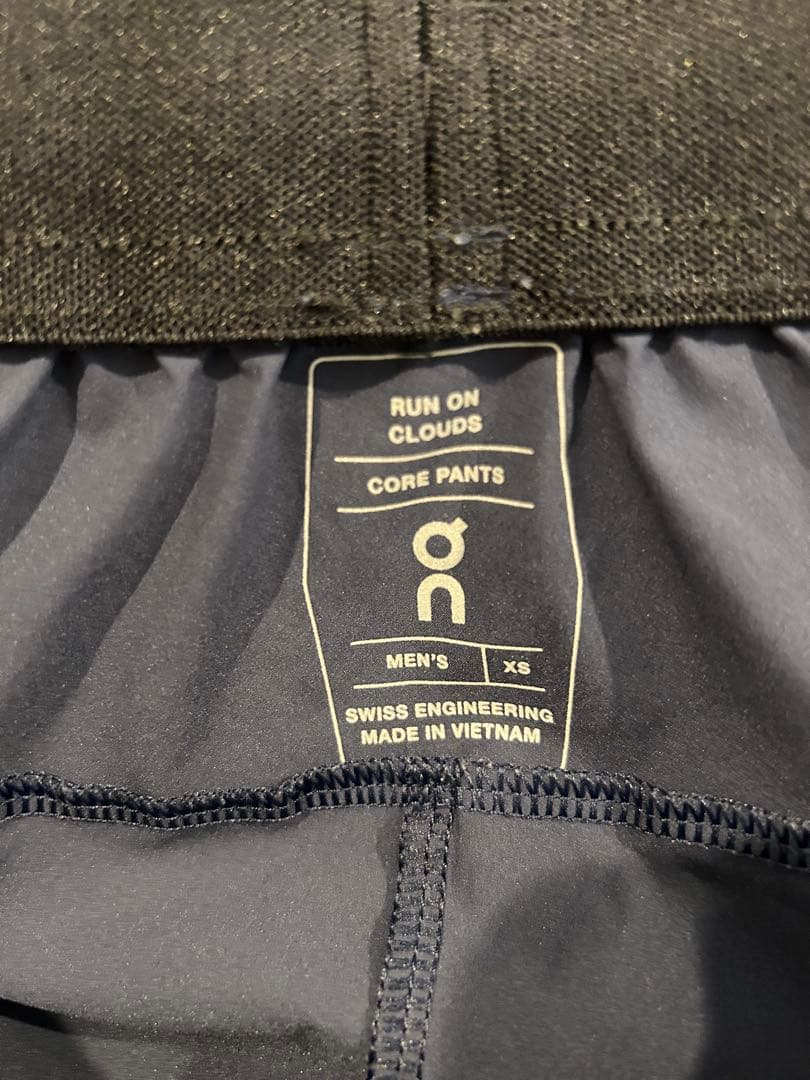 RUN ON
CLOUDS
CORE PANTS
MEN'S XS
SWISS ENGINEERING
MADE IN VIETNAM